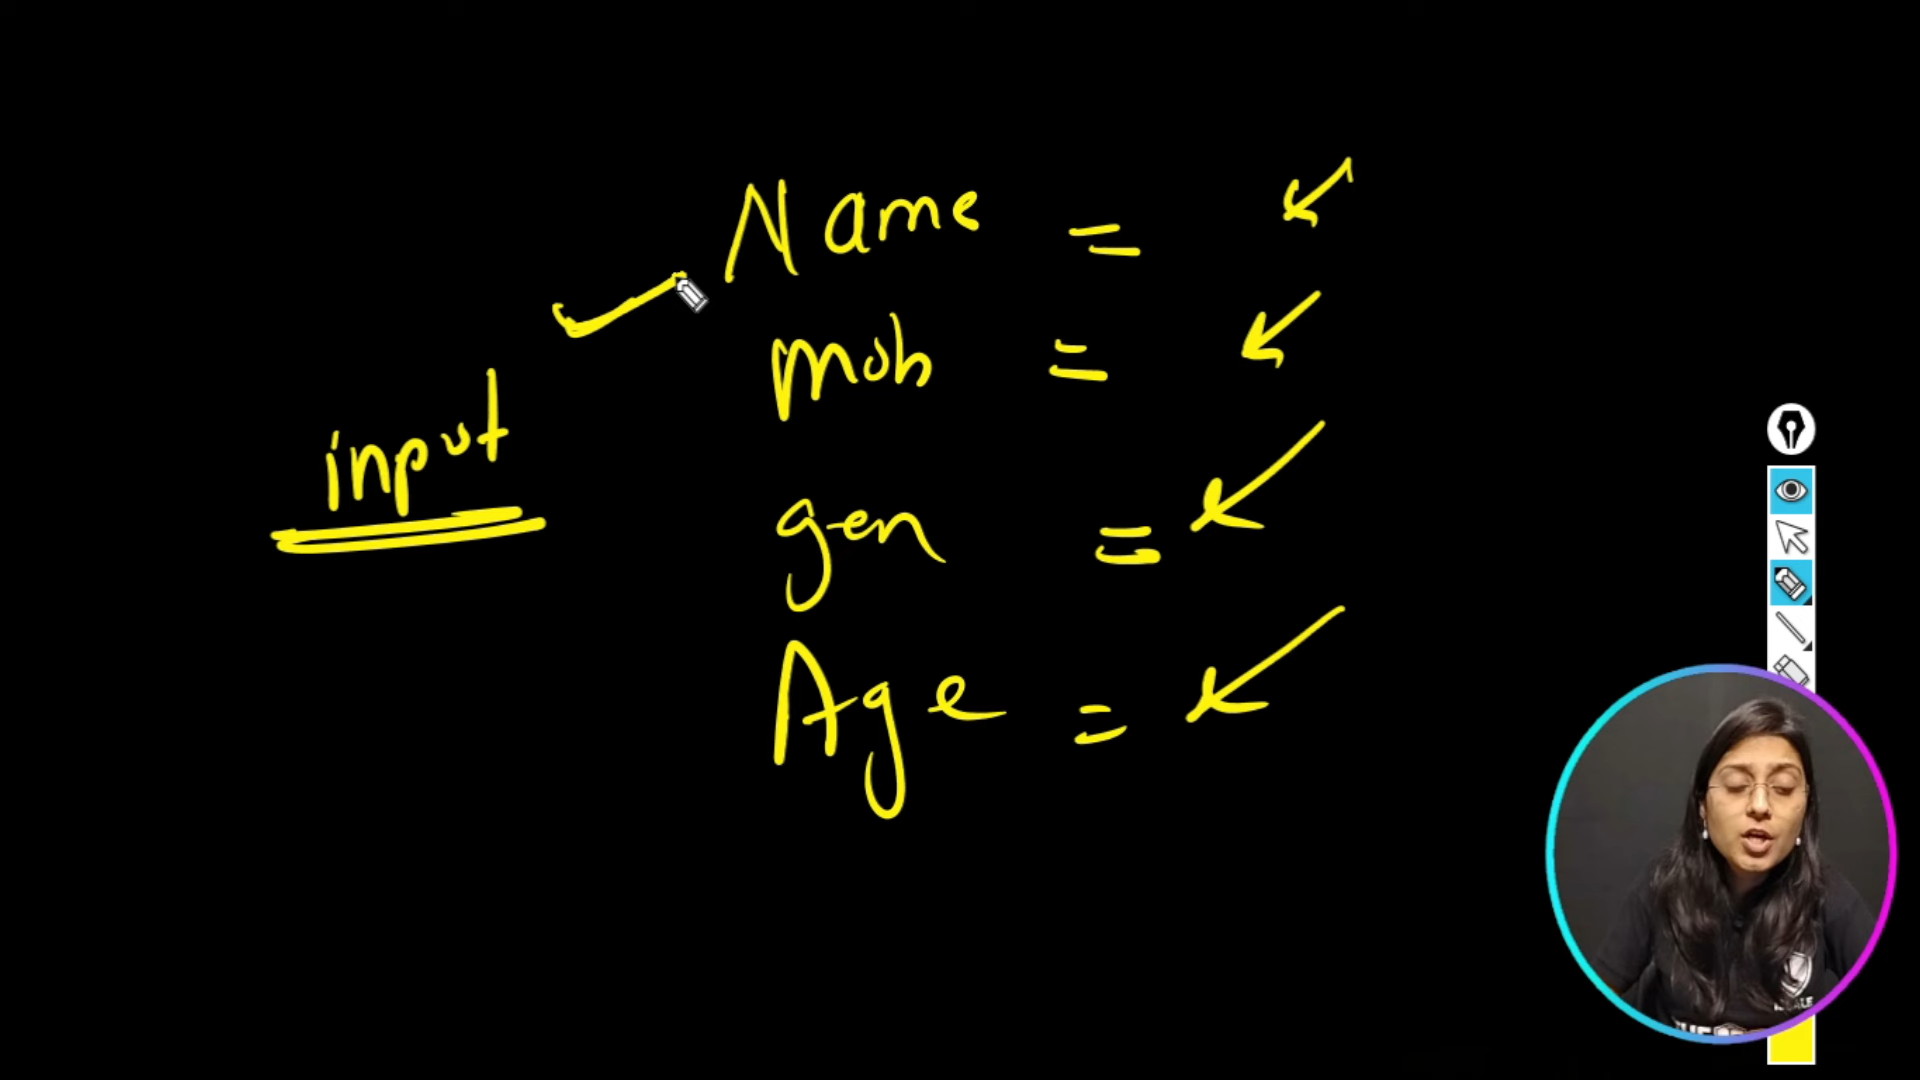 Name =
mob =
input
gen =
Age =